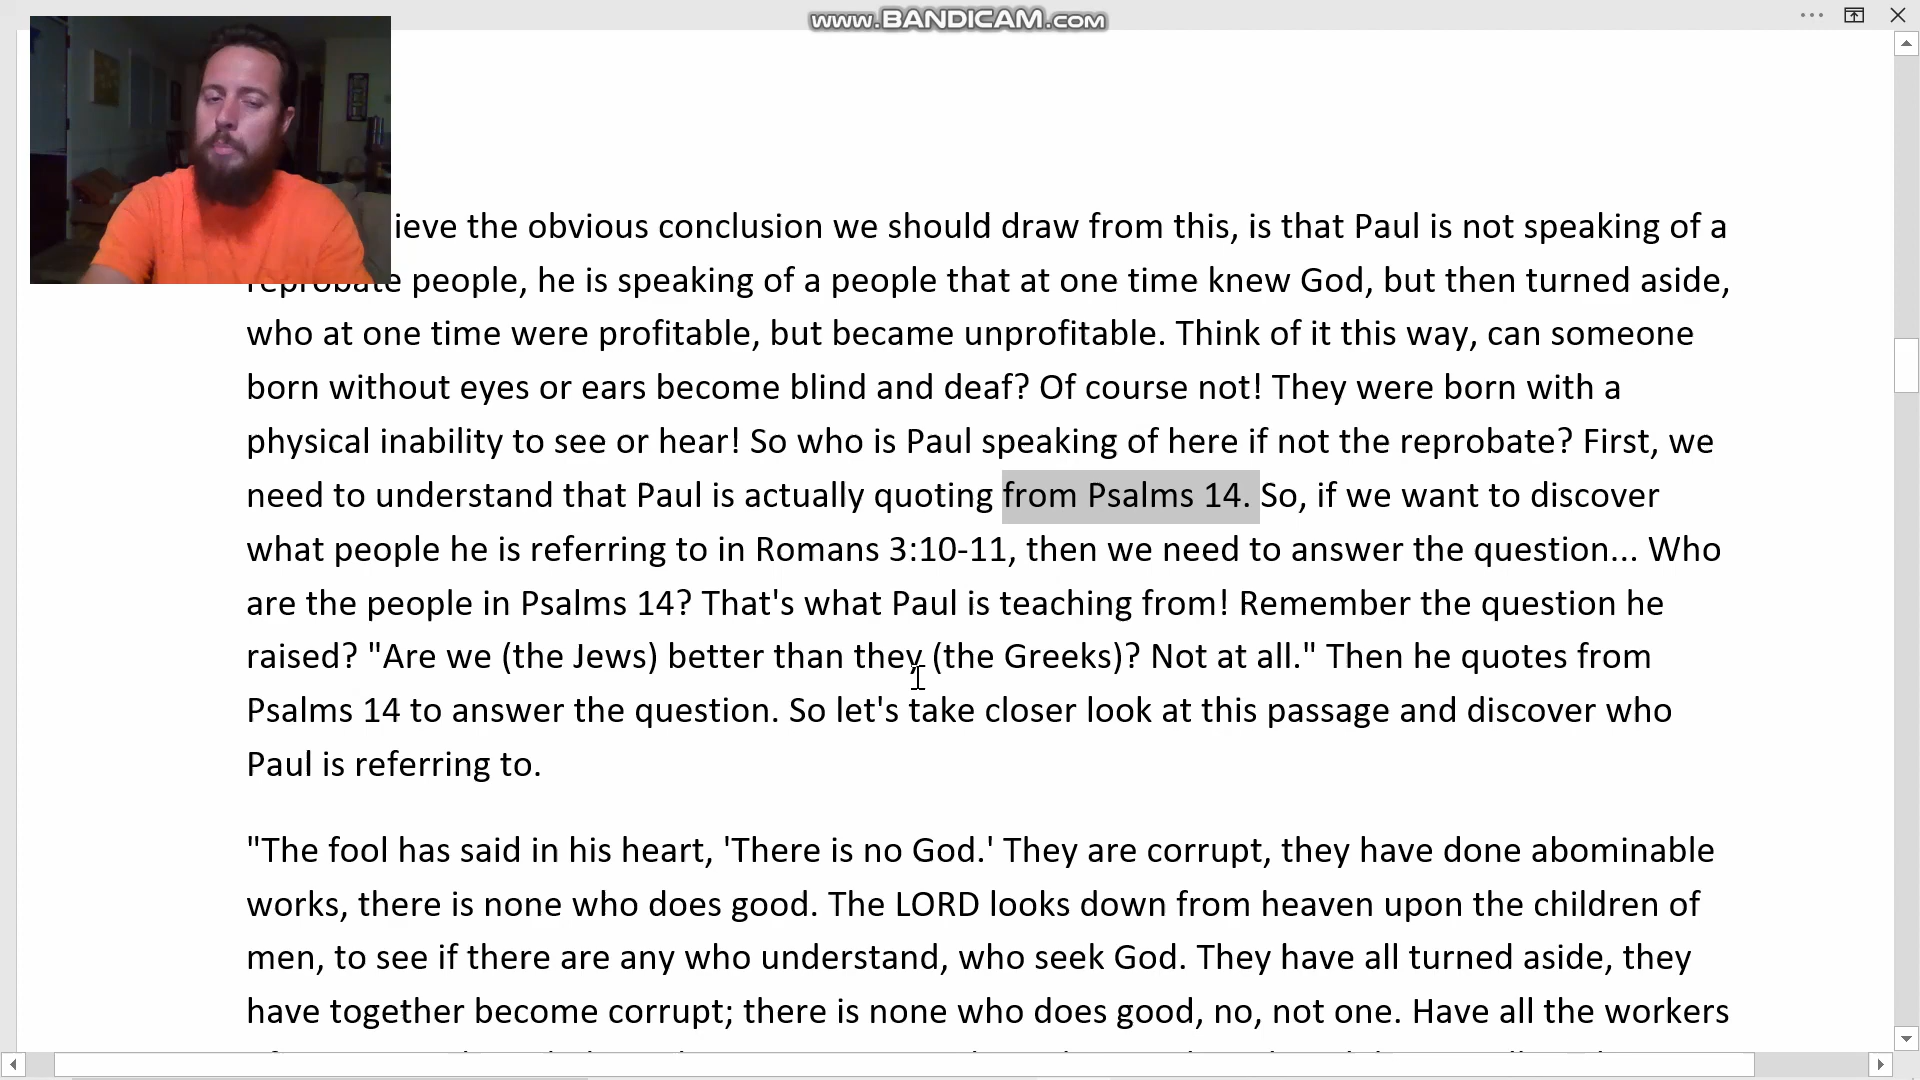 www.BANDICAM.com
ieve the obvious conclusion we should draw from this, is that Paul is not speaking of a
reprobate people, he is speaking of a people that at one time knew God, but then turned aside,
who at one time were profitable, but became unprofitable. Think of it this way, can someone
born without eyes or ears become blind and deaf? Of course not! They were born with a
physical inability to see or hear! So who is Paul speaking of here if not the reprobate? First, we
need to understand that Paul is actually quoting from Psalms 14. So, if we want to discover
what people he is referring to in Romans 3:10-11, then we need to answer the question... Who
are the people in Psalms 14? That's what Paul is teaching from! Remember the question he
raised? "Are we (the Jews) better than they (the Greeks)? Not at all." Then he quotes from
Psalms 14 to answer the question. So let's take closer look at this passage and discover who
Paul is referring to.
"The fool has said in his heart, 'There is no God.' They are corrupt, they have done abominable
works, there is none who does good. The LORD looks down from heaven upon the children of
men, to see if there are any who understand, who seek God. They have all turned aside, they
have together become corrupt; there is none who does good, no, not one. Have all the workers